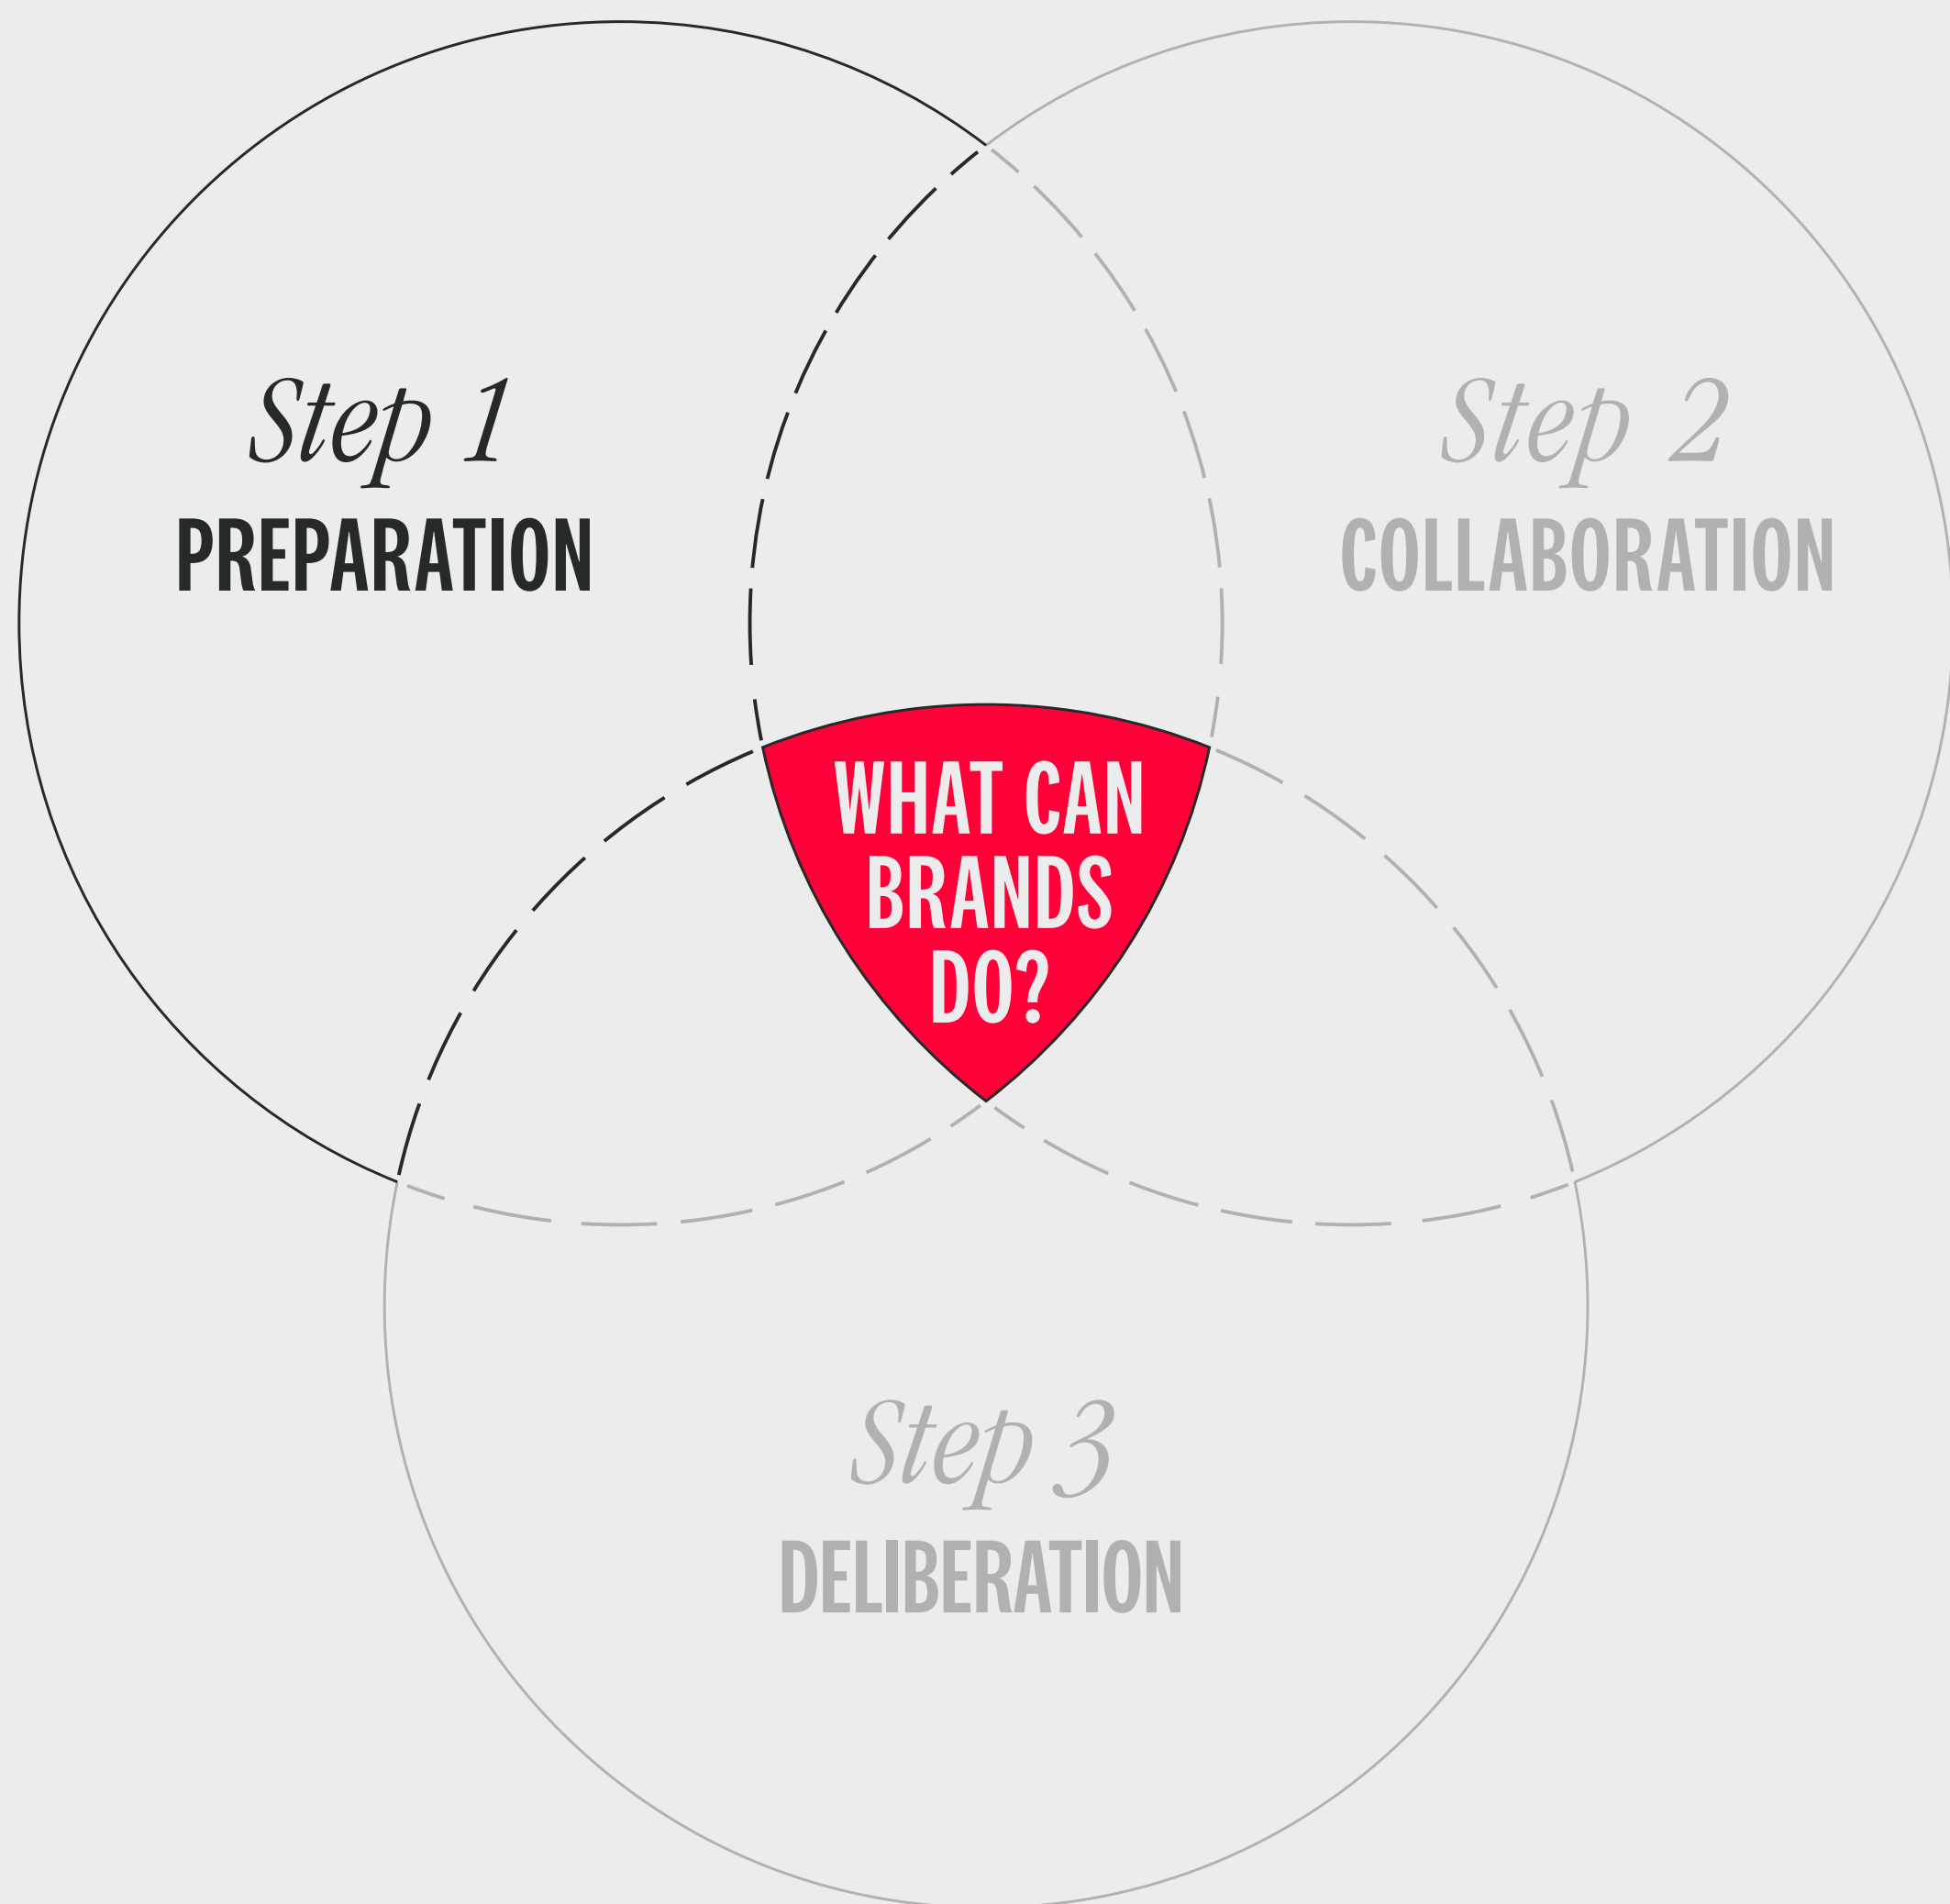 Step 1
PREPARATION
Step 2
COLLABORATION
WHAT CAN
BRANDS
DO?
Step 3
DELIBERATION